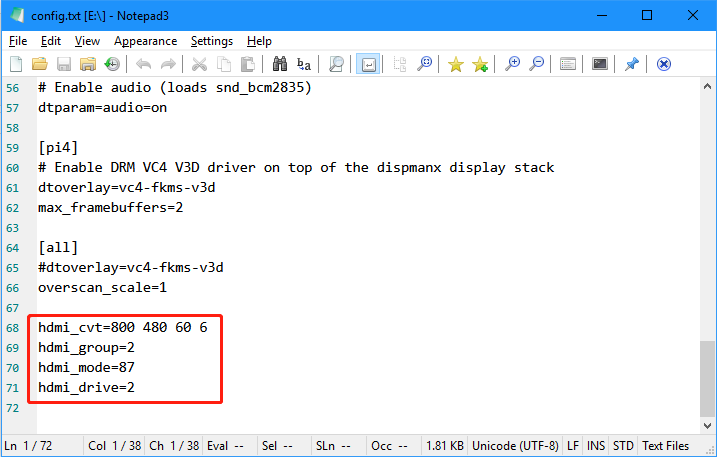 config.txt [E:\] - Notepad3
File Edit View Appearance Settings Help
56 # Enable audio (loads snd_bcm2835)
57 dtparam=audio=on
58
59 [pi4]
60 # Enable DRM VC4 V3D driver on top of the dispmanx display stack
61 dtoverlay=vc4-fkms-v3d
62 max_framebuffers=2
63
64 [all]
65 #dtoverlay=vc4-fkms-v3d
66 overscan_scale=1
67
68 hdmi_cvt=800 480 60 6
69 hdmi_group=2
70 hdmi_mode=87
71 hdmi_drive=2
72
Ln 1 / 72 Col 1 / 38 Ch 1 / 38 Eval -- Sel -- SLn -- Occ -- 1.81 KB Unicode (UTF-8) LF INS STD Text Files